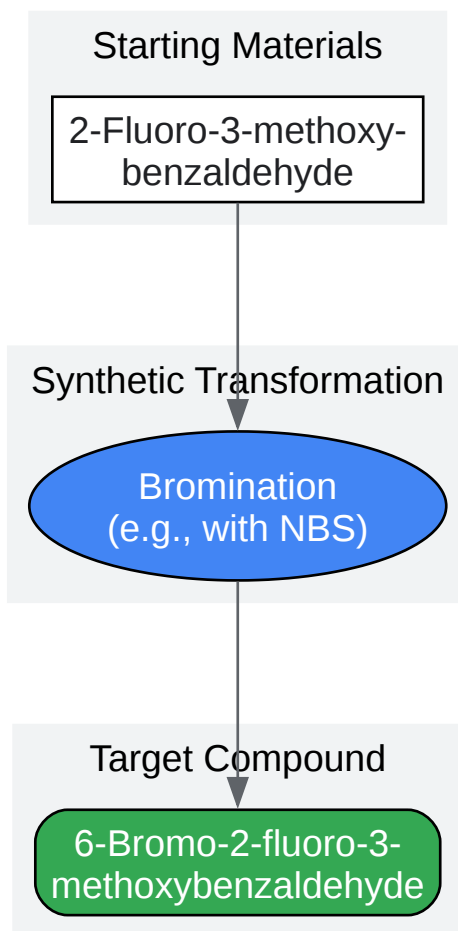 Starting Materials
2-Fluoro-3-methoxy-
benzaldehyde
Synthetic Transformation
Bromination
(e.g., with NBS)
Target Compound
6-Bromo-2-fluoro-3-
methoxybenzaldehyde